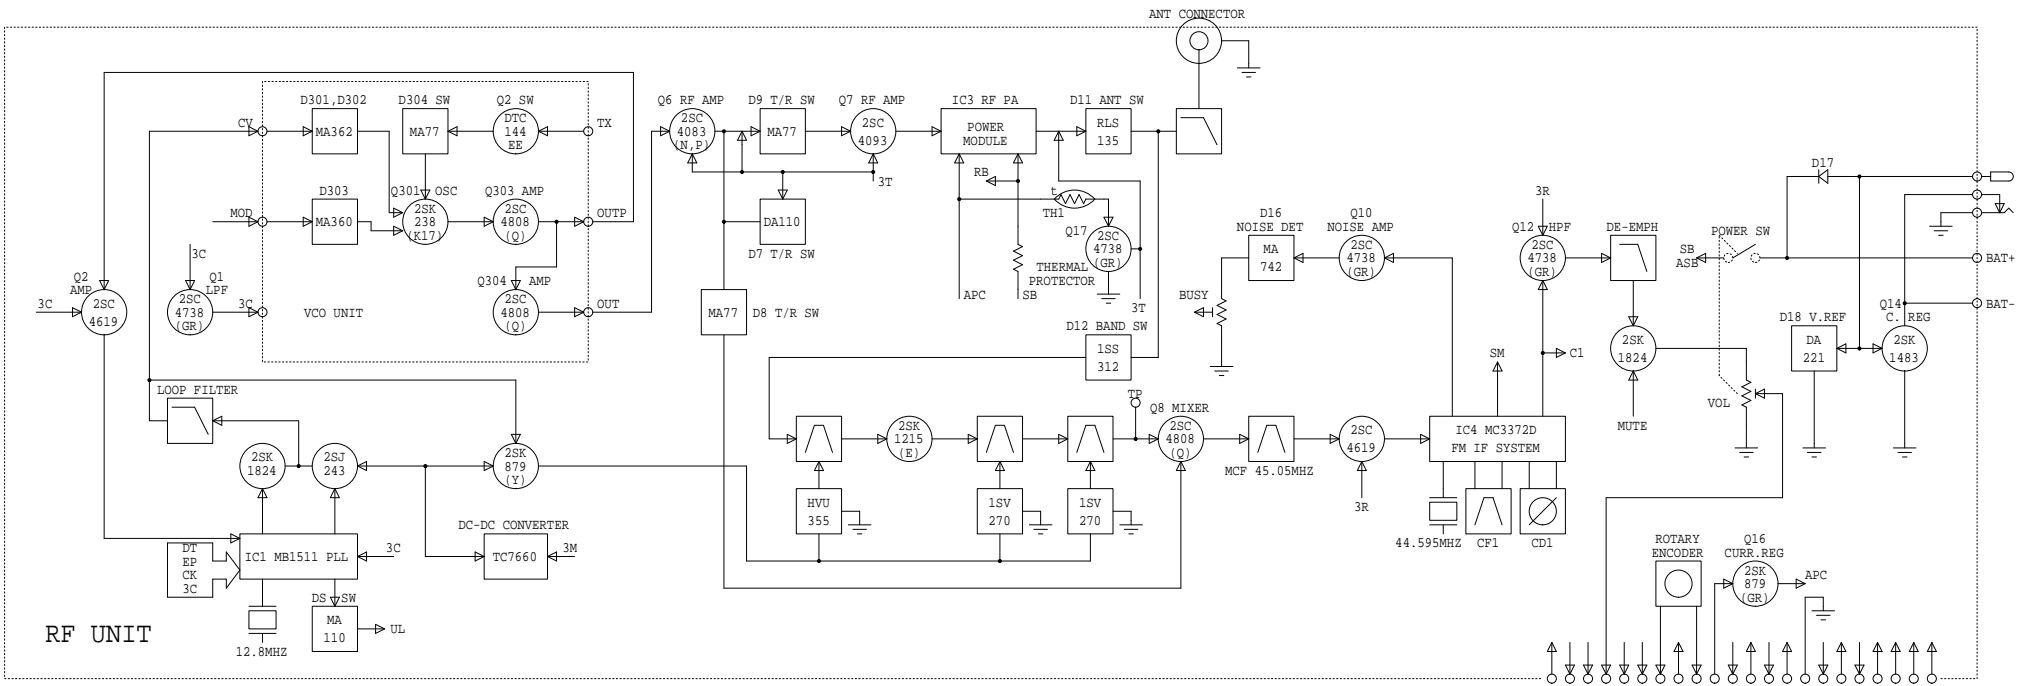 ANT CONNECTOR
D301,D302
D304 SW
Q2 SW
Q6 RF AMP
D9 T/R SW
Q7 RF AMP
IC3 RF PA
D11 ANT SW
CV
MA362
MA77
DTC
144
EE
TX
2SC
4083
(N,P)
MA77
2SC
4093
POWER
MODULE
RLS
135
3T
RB
D17
D303
Q301 OSC
Q303 AMP
MOD
MA360
2SK
238
(K17)
2SC
4808
(Q)
OUTP
DA110
D7 T/R SW
t
TH1
Q17
2SC
4738
(GR)
THERMAL
PROTECTOR
D16
NOISE DET
MA
742
Q10
NOISE AMP
2SC
4738
(GR)
3R
Q12 HPF
2SC
4738
(GR)
DE-EMPH
POWER SW
SB
ASB
BAT+
3C
Q2
AMP
3C
2SC
4619
Q1
LPF
2SC
4738
(GR)
3C
VCO UNIT
Q304 AMP
2SC
4808
(Q)
OUT
MA77
D8 T/R SW
APC
SB
3T
BUSY
BAT-
D12 BAND SW
1SS
312
SM
C1
2SK
1824
D18 V.REF
DA
221
Q14
C. REG
2SK
1483
LOOP FILTER
TP
Q8 MIXER
VOL
MUTE
2SK
1824
2SJ
243
2SK
879
(Y)
2SK
1215
(E)
2SC
4808
(Q)
MCF 45.05MHZ
2SC
4619
3R
IC4 MC3372D
FM IF SYSTEM
HVU
355
1SV
270
1SV
270
44.595MHZ
CF1
CD1
DC-DC CONVERTER
DT
EP
CK
3C
IC1 MB1511 PLL
3C
TC7660
3M
ROTARY
ENCODER
Q16
CURR.REG
2SK
879
(GR)
APC
DS SW
MA
110
UL
12.8MHZ
RF UNIT